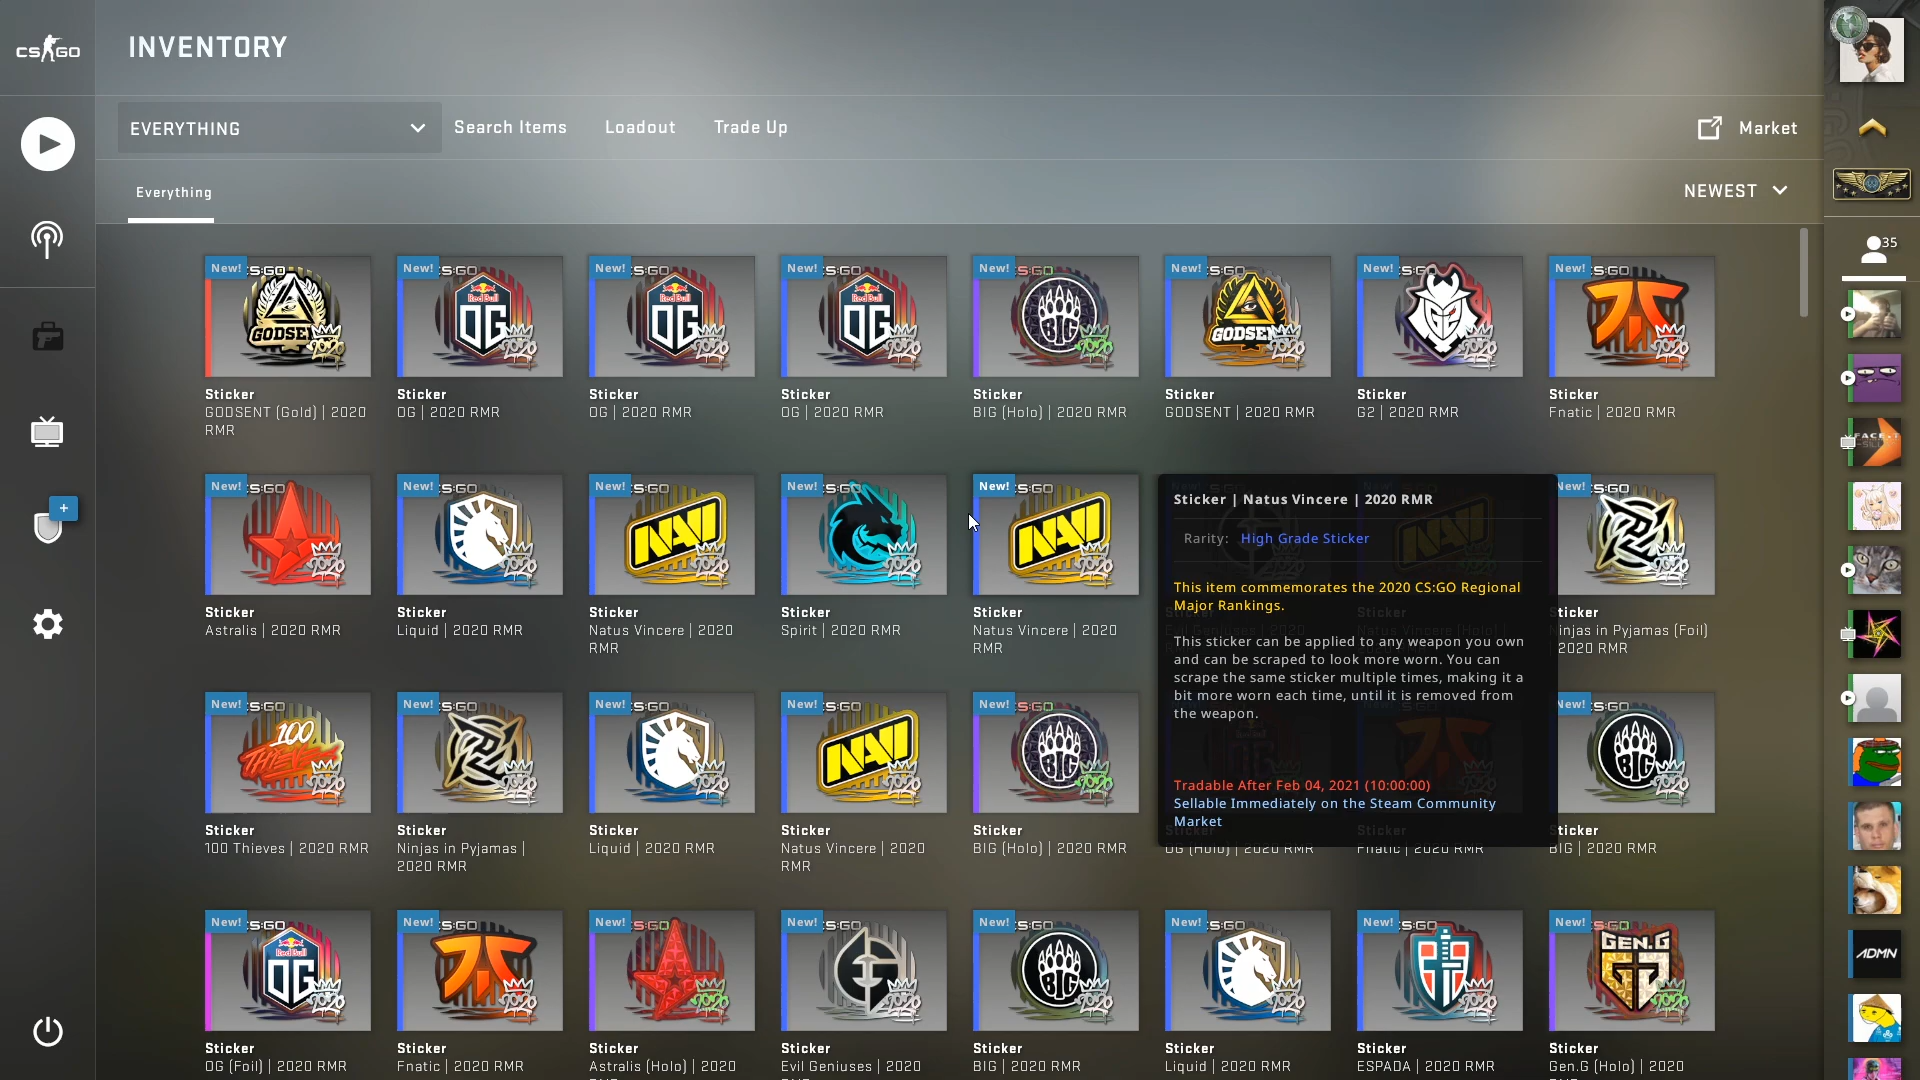 CS GO
INVENTORY
EVERYTHING
Search Items
Loadout
Trade Up
Market
Everything
NEWEST
35
New!
New!
New!
New!
New!
New!
New!
New!
Sticker
GODSENT (Gold) | 2020
RMR
Sticker
OG | 2020 RMR
Sticker
OG | 2020 RMR
Sticker
OG | 2020 RMR
Sticker
BIG (Holo) | 2020 RMR
Sticker
GODSENT | 2020 RMR
Sticker
G2 | 2020 RMR
Sticker
Fnatic | 2020 RMR
New!
New!
New!
New!
New!
New!
Sticker
Astralis | 2020 RMR
Sticker
Liquid | 2020 RMR
Sticker
Natus Vincere | 2020
RMR
Sticker
Spirit | 2020 RMR
Sticker
Natus Vincere | 2020
RMR
Sticker | Natus Vincere | 2020 RMR
Rarity: High Grade Sticker
This item commemorates the 2020 CS:GO Regional
Major Rankings.
This sticker can be applied to any weapon you own
and can be scraped to look more worn. You can
scrape the same sticker multiple times, making it a
bit more worn each time, until it is removed from
the weapon.
Tradable After Feb 04, 2021 (10:00:00)
Sellable Immediately on the Steam Community
Market
Sticker
Ninjas in Pyjamas (Foil)
| 2020 RMR
New!
New!
New!
New!
New!
New!
Sticker
100 Thieves | 2020 RMR
Sticker
Ninjas in Pyjamas |
2020 RMR
Sticker
Liquid | 2020 RMR
Sticker
Natus Vincere | 2020
RMR
Sticker
BIG (Holo) | 2020 RMR
OG (Holo) | 2020 RMR
Fnatic | 2020 RMR
Sticker
BIG | 2020 RMR
New!
New!
New!
New!
New!
New!
New!
New!
Sticker
OG (Foil) | 2020 RMR
Sticker
Fnatic | 2020 RMR
Sticker
Astralis (Holo) | 2020
Sticker
Evil Geniuses | 2020
Sticker
BIG | 2020 RMR
Sticker
Liquid | 2020 RMR
Sticker
ESPADA | 2020 RMR
Sticker
Gen.G (Holo) | 2020
ADMN